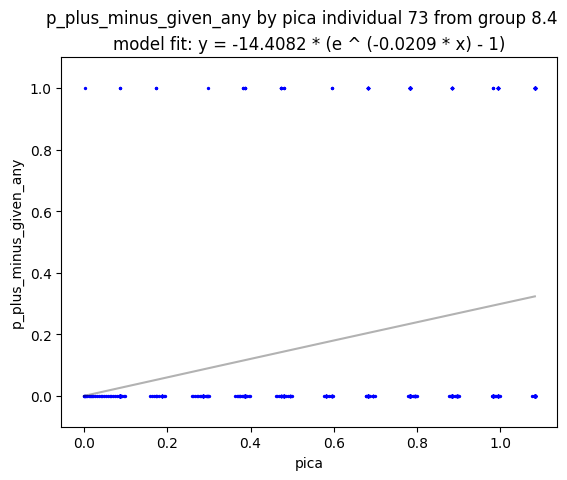 p_plus_minus_given_any by pica individual 73 from group 8.4
model fit: y = -14.4082 * (e ^ (-0.0209 * x) - 1)
p_plus_minus_given_any
1.0
0.8
0.6
0.4
0.2
0.0
0.0 0.2 0.4 0.6 0.8 1.0
pica